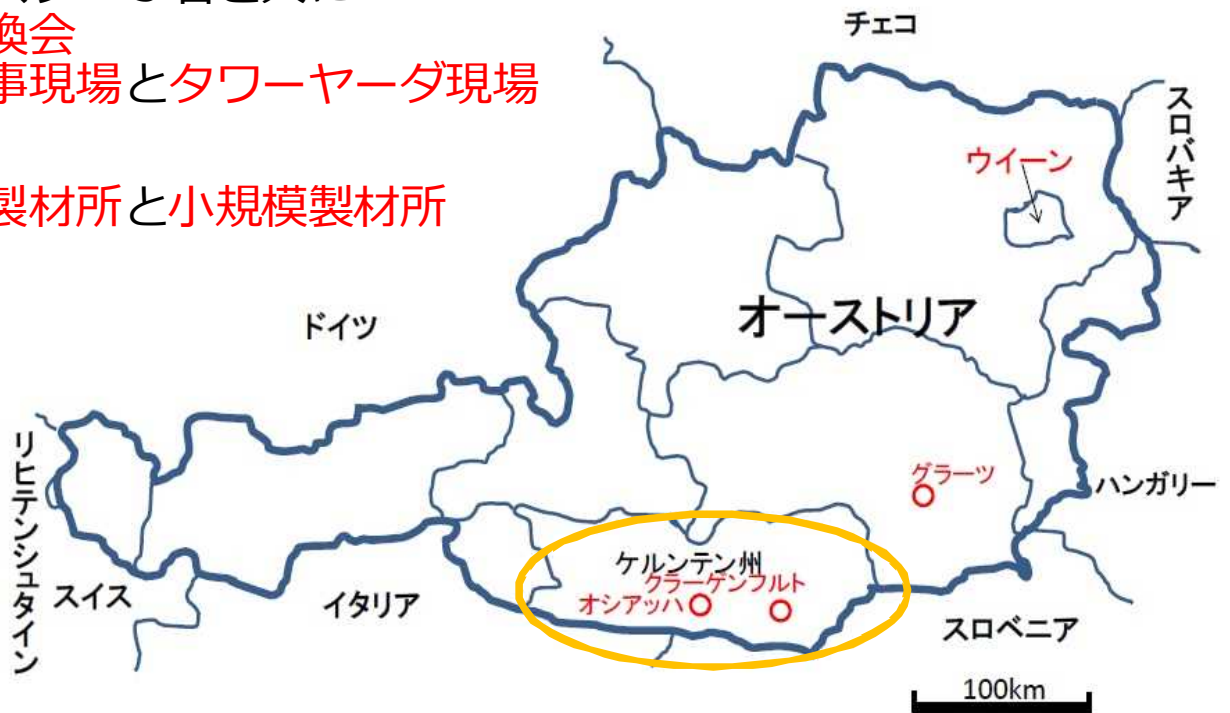 換会
事現場とタワーヤーダ現場
製材所と小規模製材所
チェコ
スロバキア
ウイーン
オーストリア
ドイツ
リヒテンシュタイン
グラーツ
ハンガリー
ケルンテン州
クラーゲンフルト
オシアッハ
スイス
イタリア
スロベニア
100km